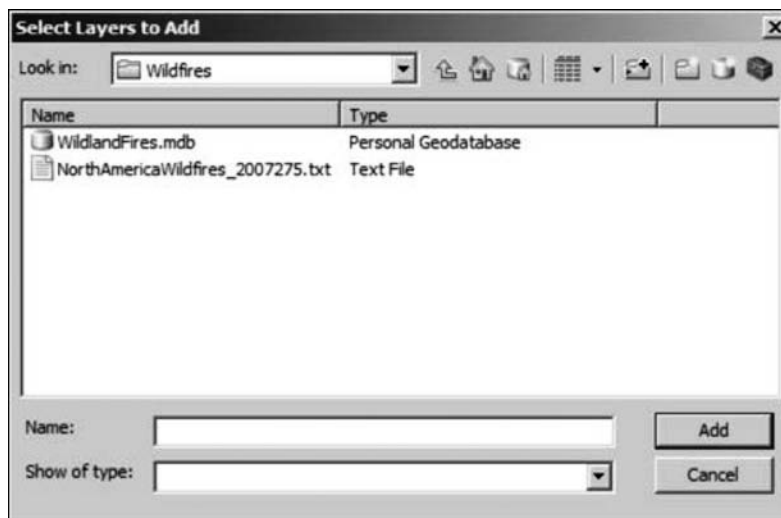 Select Layers to Add
Look in: Wildfires
Name Type
WildlandFires.mdb Personal Geodatabase
NorthAmericaWildfires_2007275.txt Text File
Name: Add
Show of type: Cancel